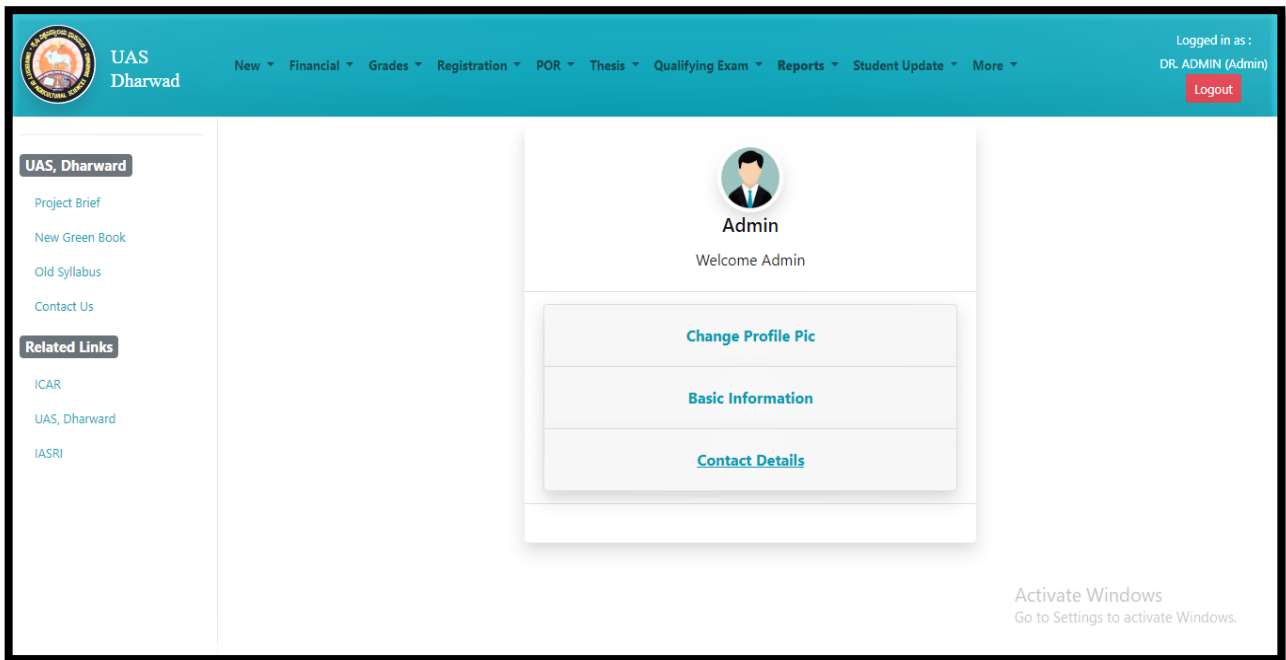 UAS
Dharwad
New Financial Grades Registration POR Thesis Qualifying Exam Reports Student Update More
Logged in as :
DR. ADMIN (Admin)
Logout
UAS, Dharward
Project Brief
New Green Book
Old Syllabus
Contact Us
Related Links
ICAR
UAS, Dharward
IASRI
Admin
Welcome Admin
Change Profile Pic
Basic Information
Contact Details
Activate Windows
Go to Settings to activate Windows.